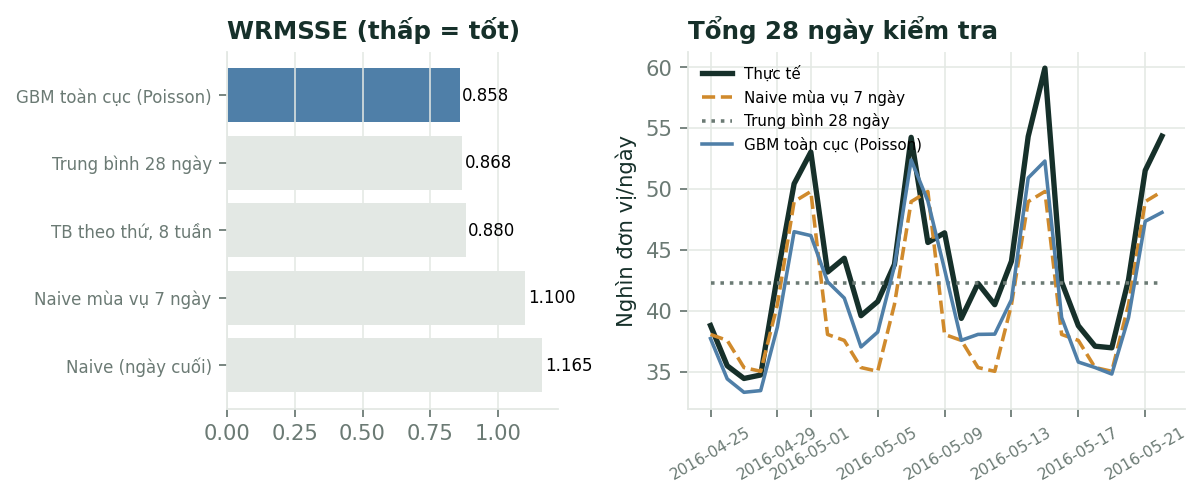 WRMSSE (thấp = tốt)
GBM toàn cục (Poisson)
0.858
Trung bình 28 ngày
0.868
TB theo thứ, 8 tuần
0.880
Naive mùa vụ 7 ngày
1.100
Naive (ngày cuối)
1.165
0.00 0.25 0.50 0.75 1.00
Tổng 28 ngày kiểm tra
Nghìn đơn vị/ngày
60
55
50
45
40
35
Thực tế
Naive mùa vụ 7 ngày
Trung bình 28 ngày
GBM toàn cục (Poisson)
2016-04-25 2016-04-29 2016-05-01 2016-05-05 2016-05-09 2016-05-13 2016-05-17 2016-05-21